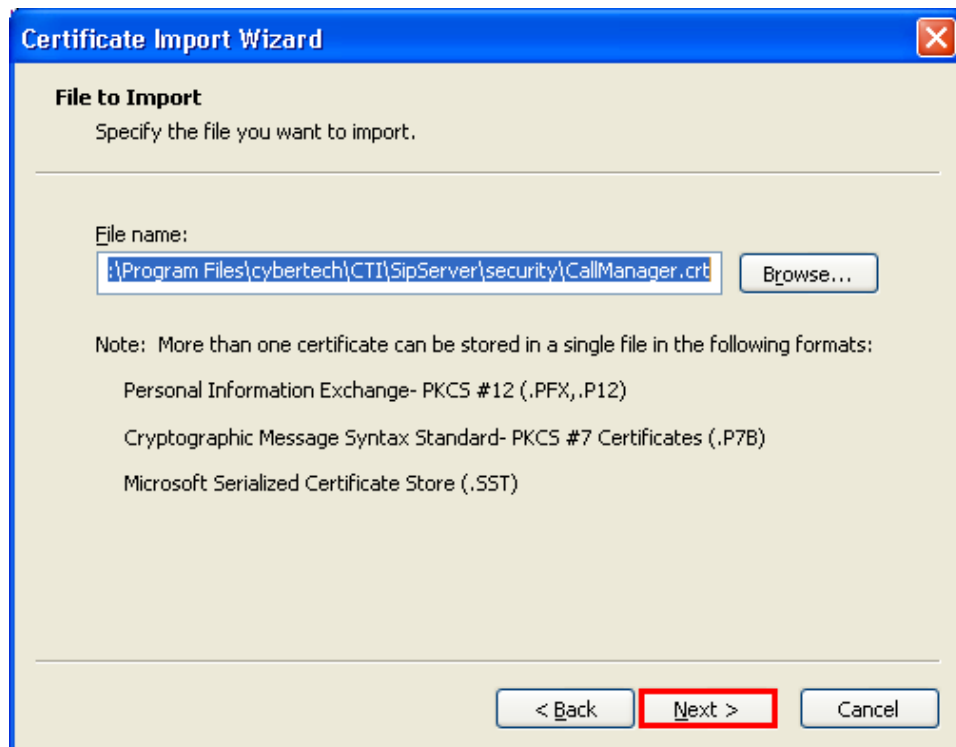 Certificate Import Wizard
File to Import
Specify the file you want to import.
File name:
:\Program Files\cybertech\CTI\SipServer\security\CallManager.crt
Browse...
Note:  More than one certificate can be stored in a single file in the following formats:
Personal Information Exchange- PKCS #12 (.PFX,.P12)
Cryptographic Message Syntax Standard- PKCS #7 Certificates (.P7B)
Microsoft Serialized Certificate Store (.SST)
< Back
Next >
Cancel